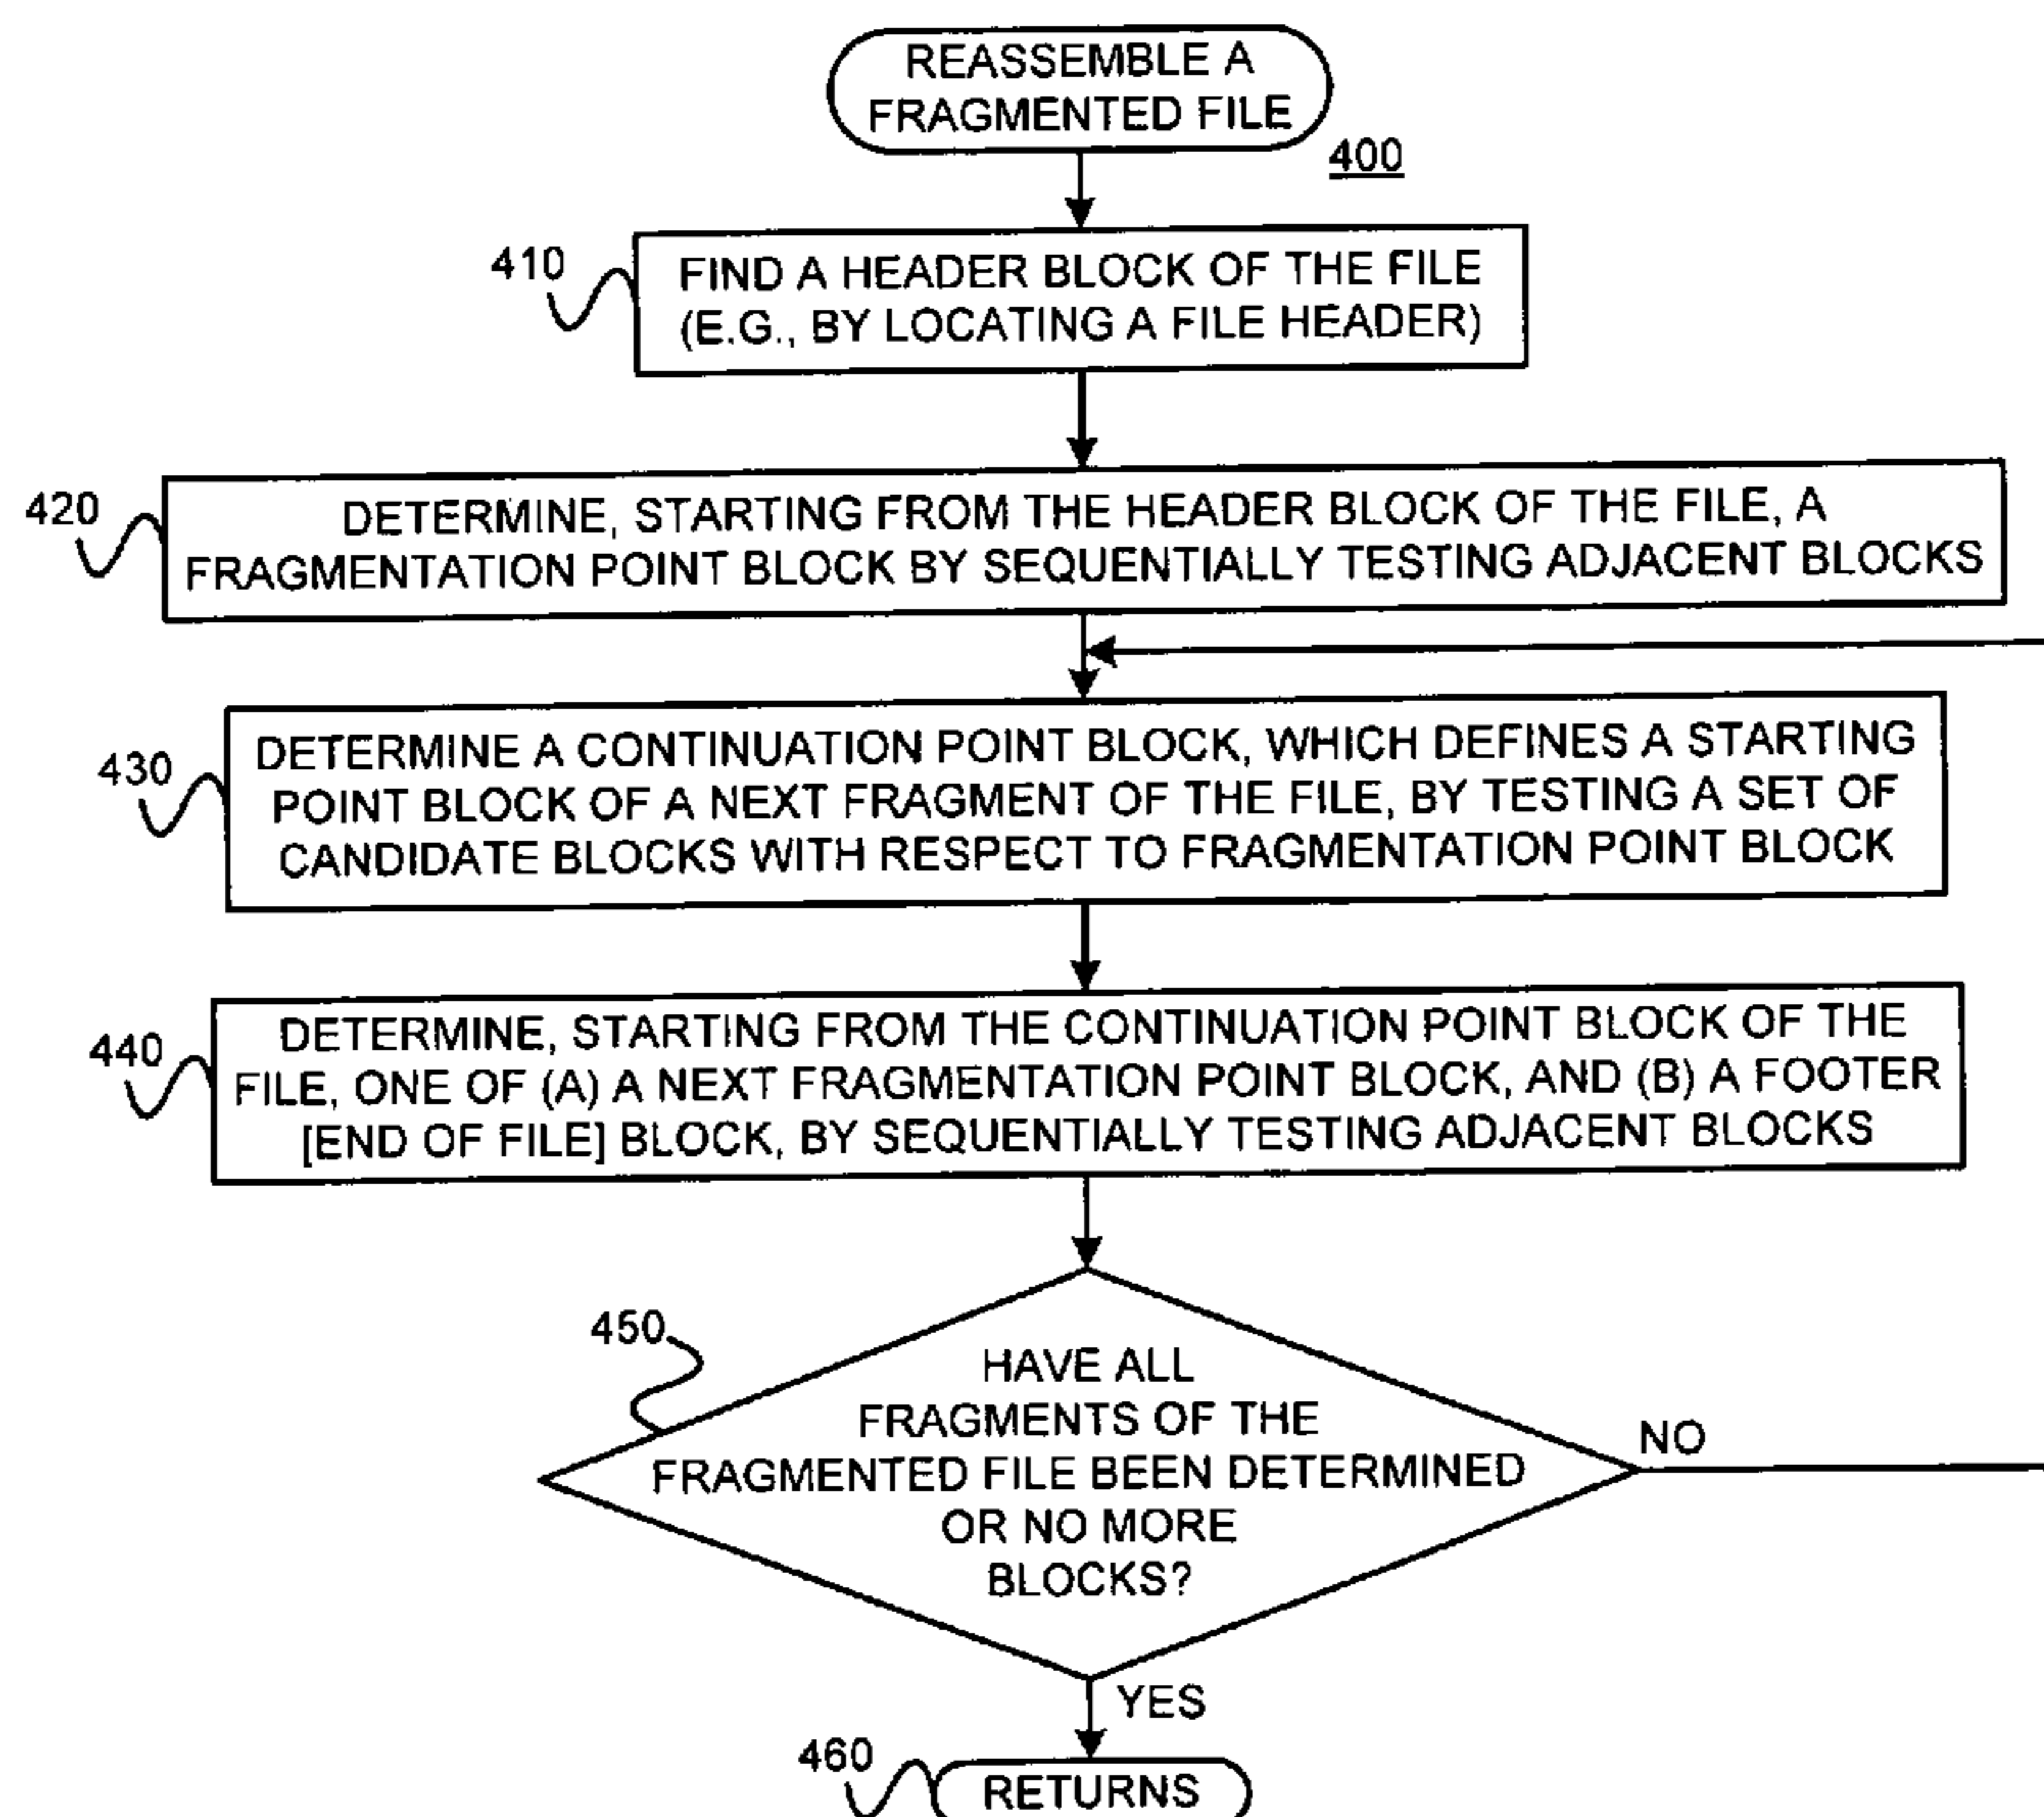 REASSEMBLE A
FRAGMENTED FILE
400
410
FIND A HEADER BLOCK OF THE FILE
(E.G., BY LOCATING A FILE HEADER)
420
DETERMINE, STARTING FROM THE HEADER BLOCK OF THE FILE, A
FRAGMENTATION POINT BLOCK BY SEQUENTIALLY TESTING ADJACENT BLOCKS
430
DETERMINE A CONTINUATION POINT BLOCK, WHICH DEFINES A STARTING
POINT BLOCK OF A NEXT FRAGMENT OF THE FILE, BY TESTING A SET OF
CANDIDATE BLOCKS WITH RESPECT TO FRAGMENTATION POINT BLOCK
440
DETERMINE, STARTING FROM THE CONTINUATION POINT BLOCK OF THE
FILE, ONE OF (A) A NEXT FRAGMENTATION POINT BLOCK, AND (B) A FOOTER
[END OF FILE] BLOCK, BY SEQUENTIALLY TESTING ADJACENT BLOCKS
450
HAVE ALL
FRAGMENTS OF THE
FRAGMENTED FILE BEEN DETERMINED
OR NO MORE
BLOCKS?
NO
YES
460
RETURNS